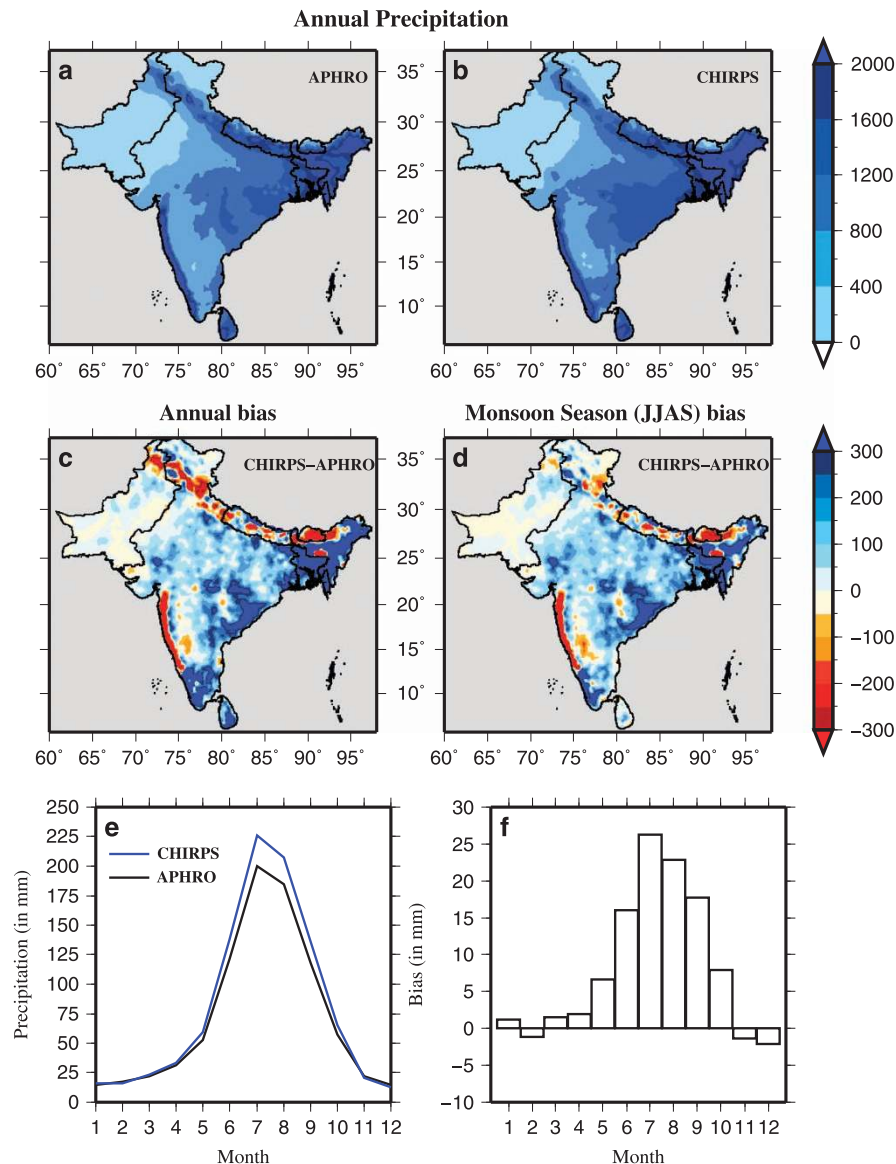 Annual Precipitation
a
APHRO
b
CHIRPS
35°
30°
25°
20°
15°
10°
2000
1600
1200
800
400
0
60° 65° 70° 75° 80° 85° 90° 95°
60° 65° 70° 75° 80° 85° 90° 95°
Annual bias
Monsoon Season (JJAS) bias
c
CHIRPS−APHRO
d
CHIRPS−APHRO
35°
30°
25°
20°
15°
10°
300
200
100
0
−100
−200
−300
60° 65° 70° 75° 80° 85° 90° 95°
60° 65° 70° 75° 80° 85° 90° 95°
e
CHIRPS
APHRO
Precipitation (in mm)
250
225
200
175
150
125
100
75
50
25
0
1 2 3 4 5 6 7 8 9 10 11 12
Month
f
Bias (in mm)
30
25
20
15
10
5
0
−5
−10
1 2 3 4 5 6 7 8 9 10 11 12
Month